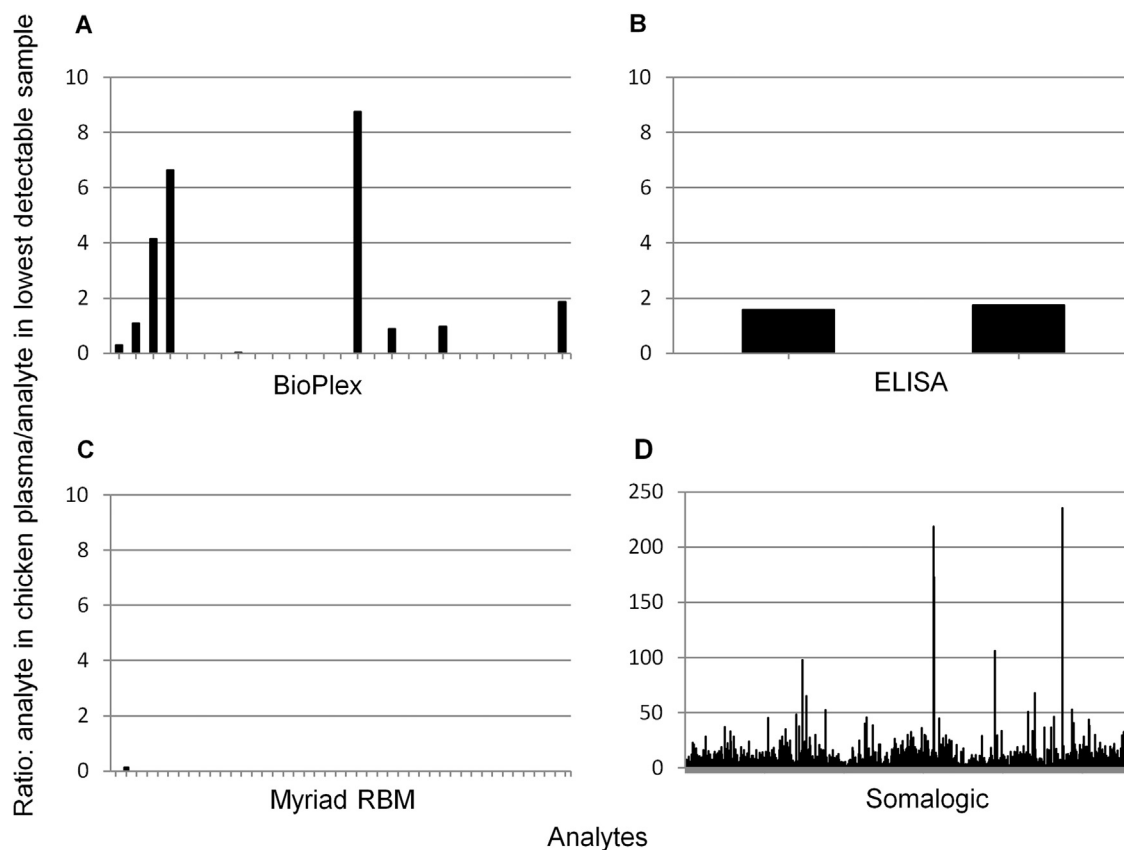 Ratio: analyte in chicken plasma/analyte in lowest detectable sample
A
10
8
6
4
2
0
BioPlex
B
10
8
6
4
2
0
ELISA
C
10
8
6
4
2
0
Myriad RBM
D
250
200
150
100
50
0
Somalogic
Analytes